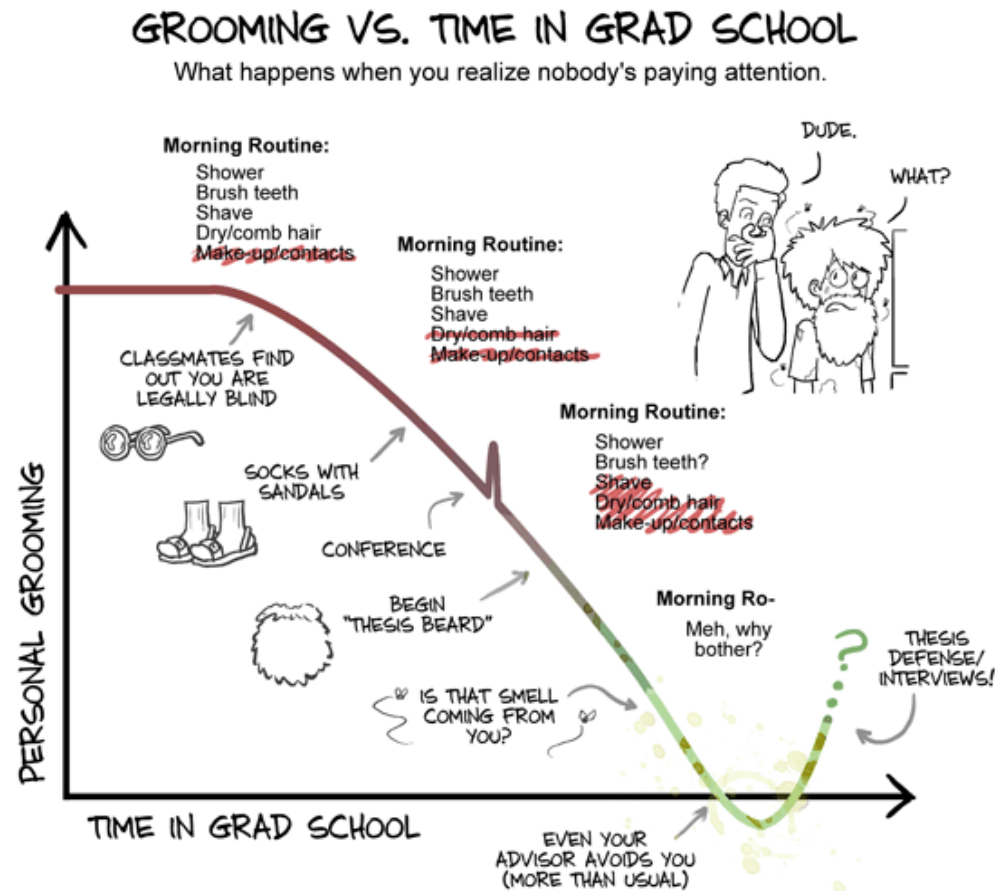 GROOMING VS. TIME IN GRAD SCHOOL
What happens when you realize nobody's paying attention.
DUDE.
WHAT?
Morning Routine:
Shower
Brush teeth
Shave
Dry/comb hair
Make-up/contacts
Morning Routine:
Shower
Brush teeth
Shave
Dry/comb hair
Make-up/contacts
CLASSMATES FIND
OUT YOU ARE
LEGALLY BLIND
Morning Routine:
Shower
Brush teeth?
Shave
Dry/comb hair
Make-up/contacts
SOCKS WITH
SANDALS
CONFERENCE
BEGIN
"THESIS BEARD"
Morning Ro-
Meh, why
bother?
THESIS
DEFENSE/
INTERVIEWS!
?
IS THAT SMELL
COMING FROM
YOU?
PERSONAL GROOMING
TIME IN GRAD SCHOOL
EVEN YOUR
ADVISOR AVOIDS YOU
(MORE THAN USUAL)